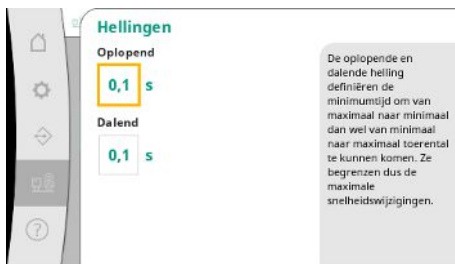 Hellingen
Oplopend
0,1 s
Dalend
0,1 s
De oplopende en
dalende helling
definiëren de
minimumtijd om van
maximaal naar minimaal
dan wel van minimaal
naar maximaal toerental
te kunnen komen. Ze
begrenzen dus de
maximale
snelheidswijzigingen.
?